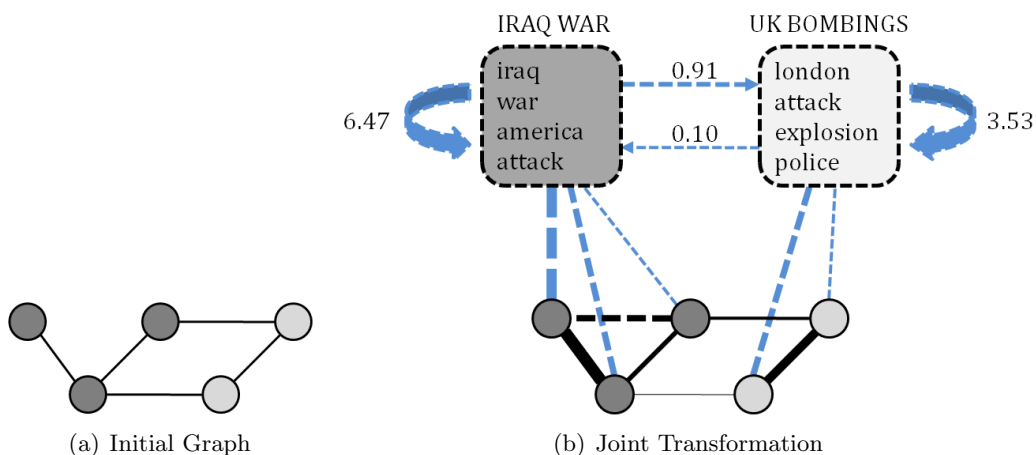 IRAQ WAR
UK BOMBINGS
iraq
war
america
attack
0.91
0.10
london
attack
explosion
police
6.47
3.53
(a) Initial Graph
(b) Joint Transformation